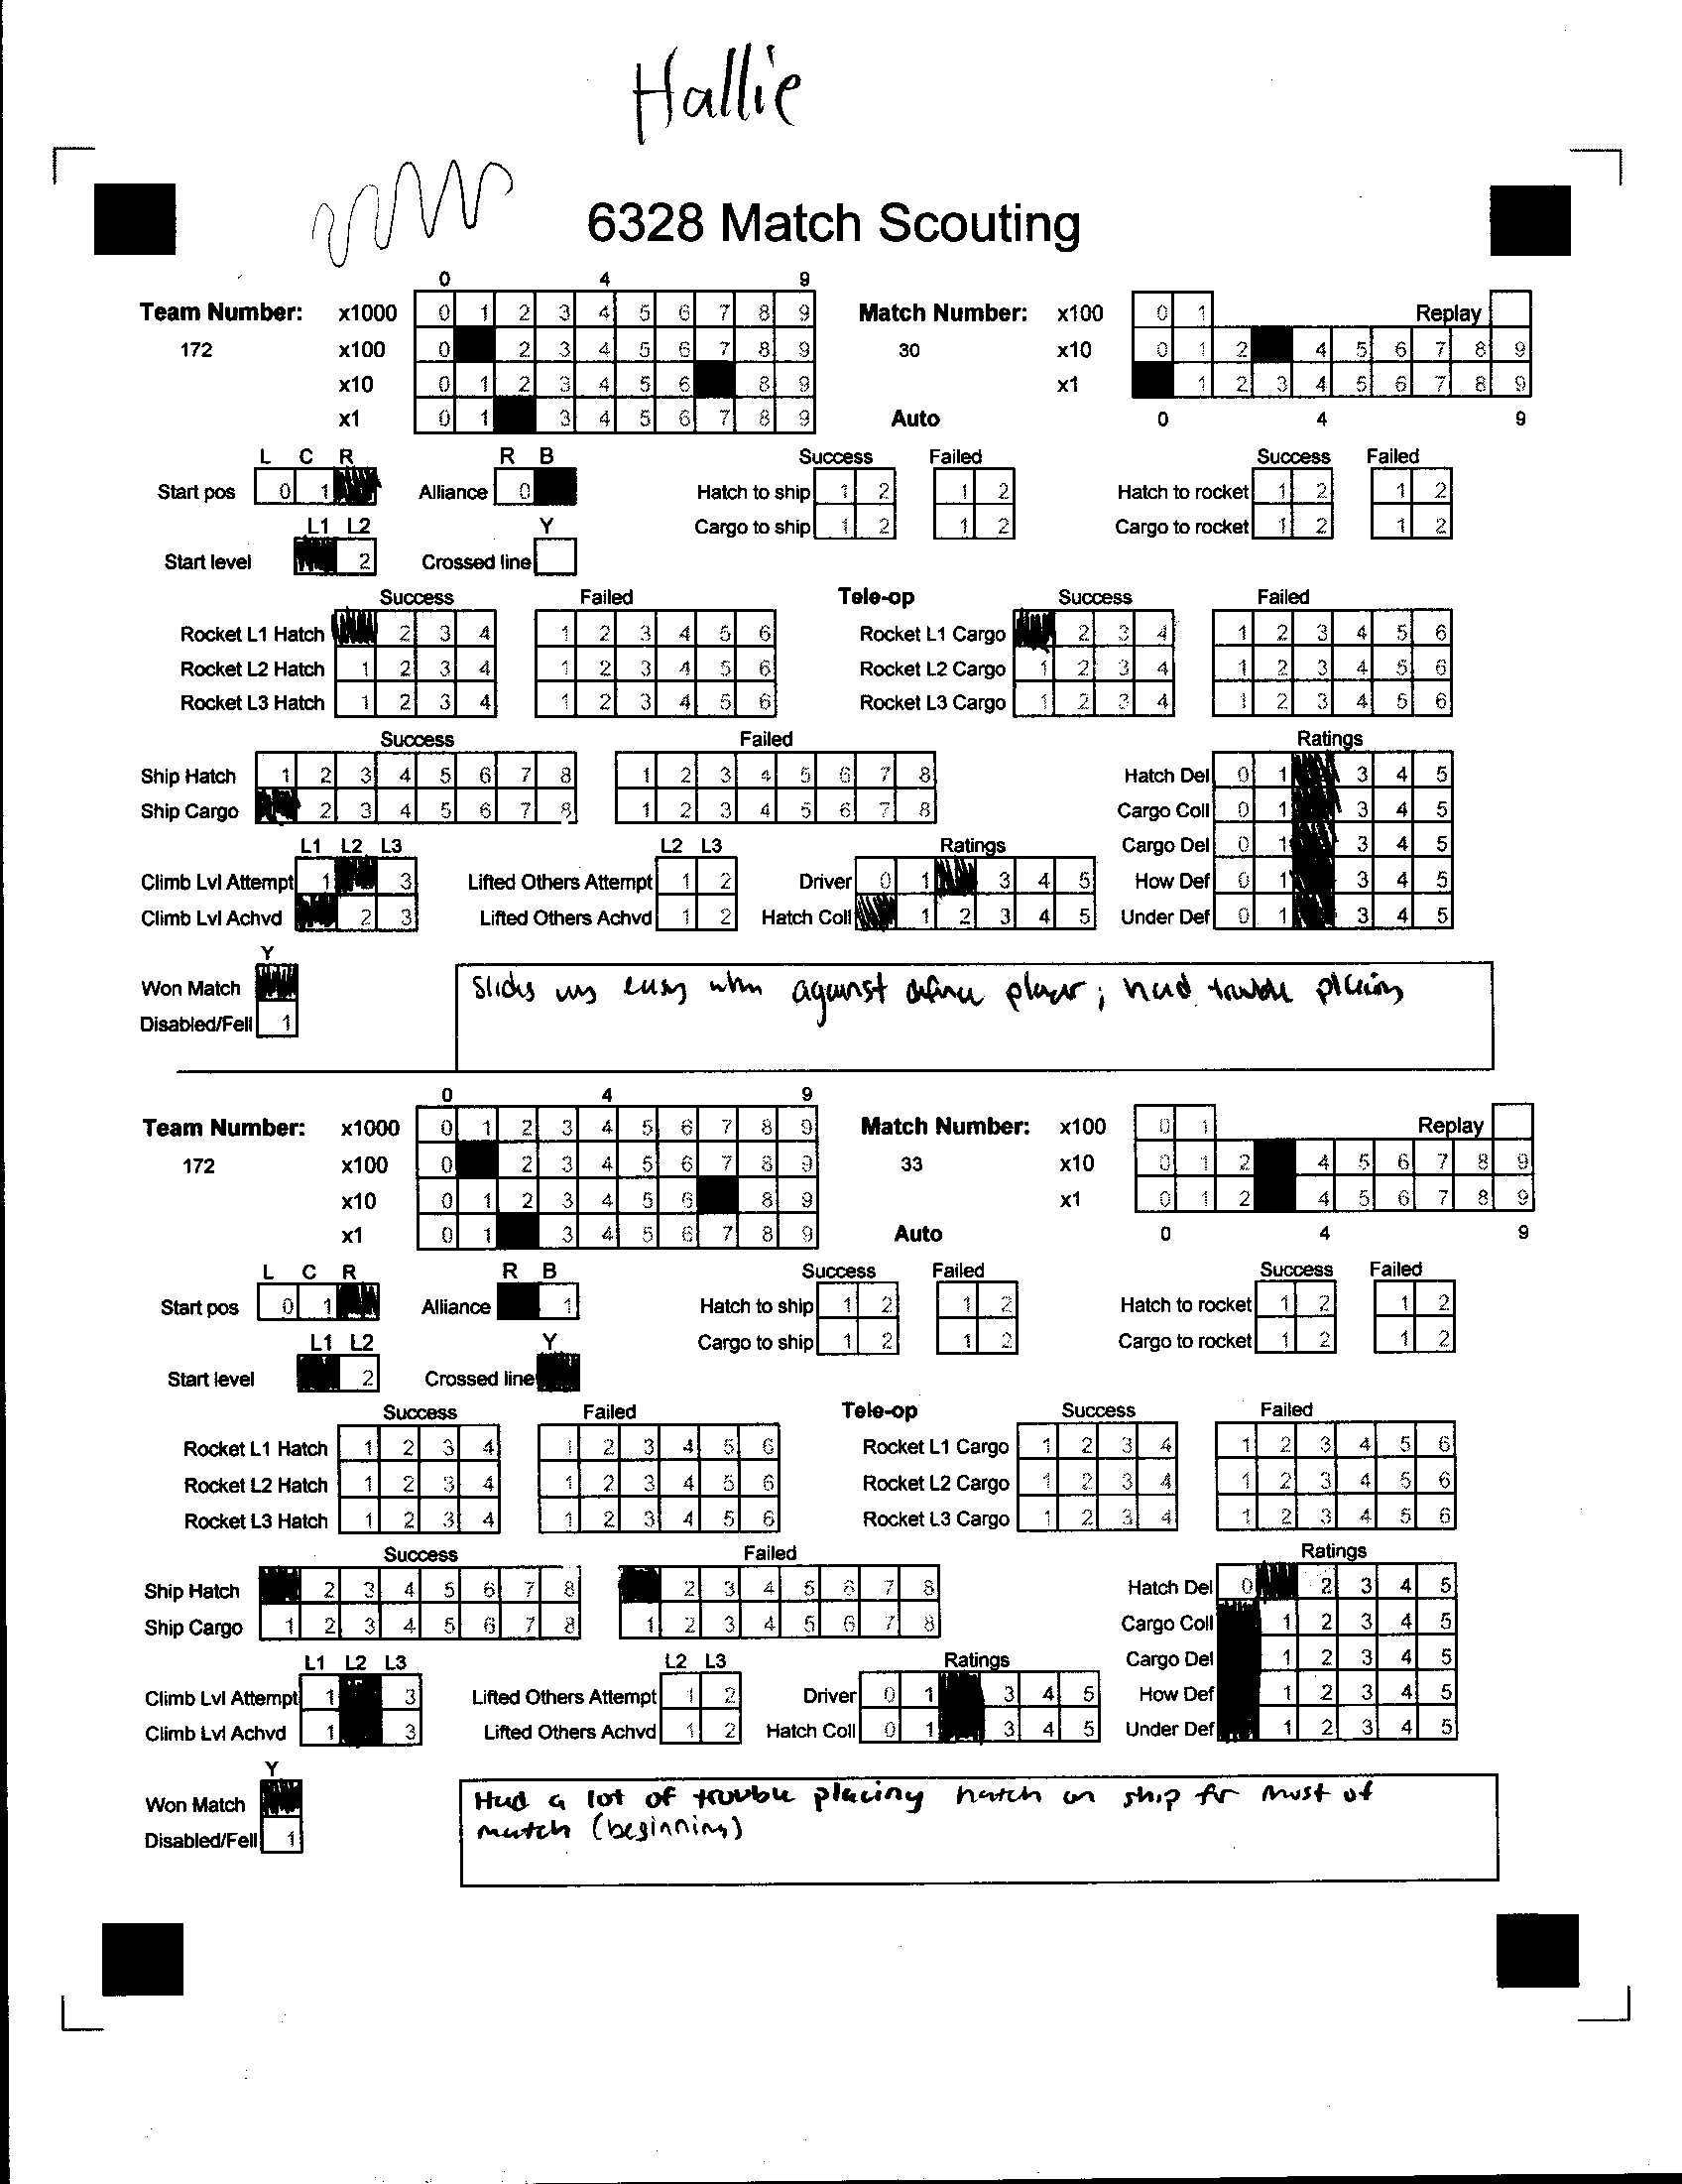 Hallie
6328 Match Scouting
0 4 9
Team Number: x1000 0 1 2 3 4 5 6 7 8 9 Match Number: x100 0 1 Replay
172 x100 0 2 3 4 5 6 7 8 9 30 x10 0 1 2 4 5 6 7 8 9
x10 0 1 2 3 4 5 6 8 9 x1 1 2 3 4 5 6 7 8 9
x1 0 1 3 4 5 6 7 8 9 Auto 0 4 9
L C R R B Success Failed Success Failed
Start pos 0 1 Alliance 0 Hatch to ship 1 2 1 2 Hatch to rocket 1 2 1 2
L1 L2 Y Cargo to ship 1 2 1 2 Cargo to rocket 1 2 1 2
Start level 2 Crossed line
Success Failed Tele-op Success Failed
Rocket L1 Hatch 2 3 4 1 2 3 4 5 6 Rocket L1 Cargo 2 3 4 1 2 3 4 5 6
Rocket L2 Hatch 1 2 3 4 1 2 3 4 5 6 Rocket L2 Cargo 1 2 3 4 1 2 3 4 5 6
Rocket L3 Hatch 1 2 3 4 1 2 3 4 5 6 Rocket L3 Cargo 1 2 3 4 1 2 3 4 5 6
Success Failed Ratings
Ship Hatch 1 2 3 4 5 6 7 8 1 2 3 4 5 6 7 8 Hatch Del 0 1 3 4 5
Ship Cargo 2 3 4 5 6 7 8 1 2 3 4 5 6 7 8 Cargo Coll 0 1 3 4 5
L1 L2 L3 L2 L3 Ratings Cargo Del 0 1 3 4 5
Climb Lvl Attempt 1 3 Lifted Others Attempt 1 2 Driver 0 1 3 4 5 How Def 0 1 3 4 5
Climb Lvl Achvd 2 3 Lifted Others Achvd 1 2 Hatch Coll 1 2 3 4 5 Under Def 0 1 3 4 5
Y
Won Match slides easy when against defence player; had trouble placing
Disabled/Fell 1
0 4 9
Team Number: x1000 0 1 2 3 4 5 6 7 8 9 Match Number: x100 0 1 Replay
172 x100 0 2 3 4 5 6 7 8 9 33 x10 0 1 2 4 5 6 7 8 9
x10 0 1 2 3 4 5 6 8 9 x1 0 1 2 4 5 6 7 8 9
x1 0 1 3 4 5 6 7 8 9 Auto 0 4 9
L C R R B Success Failed Success Failed
Start pos 0 1 Alliance 1 Hatch to ship 1 2 1 2 Hatch to rocket 1 2 1 2
L1 L2 Y Cargo to ship 1 2 1 2 Cargo to rocket 1 2 1 2
Start level 2 Crossed line
Success Failed Tele-op Success Failed
Rocket L1 Hatch 1 2 3 4 1 2 3 4 5 6 Rocket L1 Cargo 1 2 3 4 1 2 3 4 5 6
Rocket L2 Hatch 1 2 3 4 1 2 3 4 5 6 Rocket L2 Cargo 1 2 3 4 1 2 3 4 5 6
Rocket L3 Hatch 1 2 3 4 1 2 3 4 5 6 Rocket L3 Cargo 1 2 3 4 1 2 3 4 5 6
Success Failed Ratings
Ship Hatch 2 3 4 5 6 7 8 2 3 4 5 6 7 8 Hatch Del 0 2 3 4 5
Ship Cargo 1 2 3 4 5 6 7 8 1 2 3 4 5 6 7 8 Cargo Coll 1 2 3 4 5
L1 L2 L3 L2 L3 Ratings Cargo Del 1 2 3 4 5
Climb Lvl Attempt 1 3 Lifted Others Attempt 1 2 Driver 0 1 3 4 5 How Def 1 2 3 4 5
Climb Lvl Achvd 1 3 Lifted Others Achvd 1 2 Hatch Coll 0 1 3 4 5 Under Def 1 2 3 4 5
Y
Won Match Had a lot of trouble placing hatch on ship for most of
Disabled/Fell 1 match (beginning)